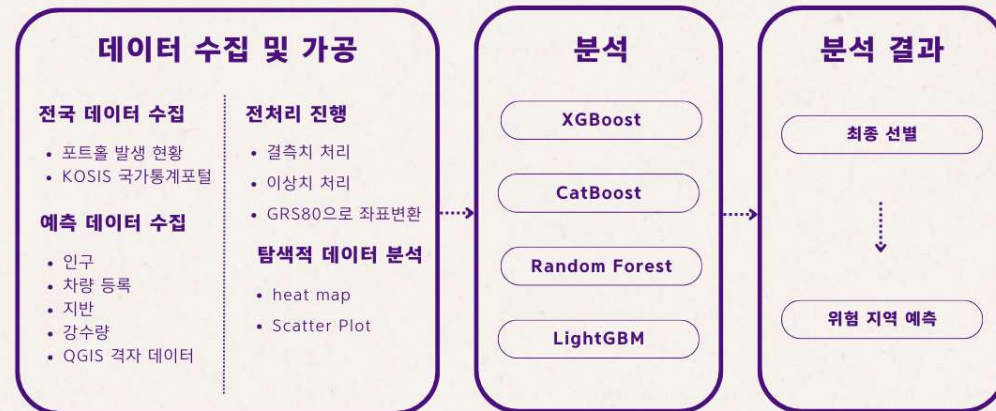 데이터 수집 및 가공
전국 데이터 수집
• 포트홀 발생 현황
• KOSIS 국가통계포털
예측 데이터 수집
• 인구
• 차량 등록
• 지반
• 강수량
• QGIS 격자 데이터
전처리 진행
• 결측치 처리
• 이상치 처리
• GRS80으로 좌표변환
탐색적 데이터 분석
• heat map
• Scatter Plot
분석
XGBoost
CatBoost
Random Forest
LightGBM
분석 결과
최종 선별
위험 지역 예측